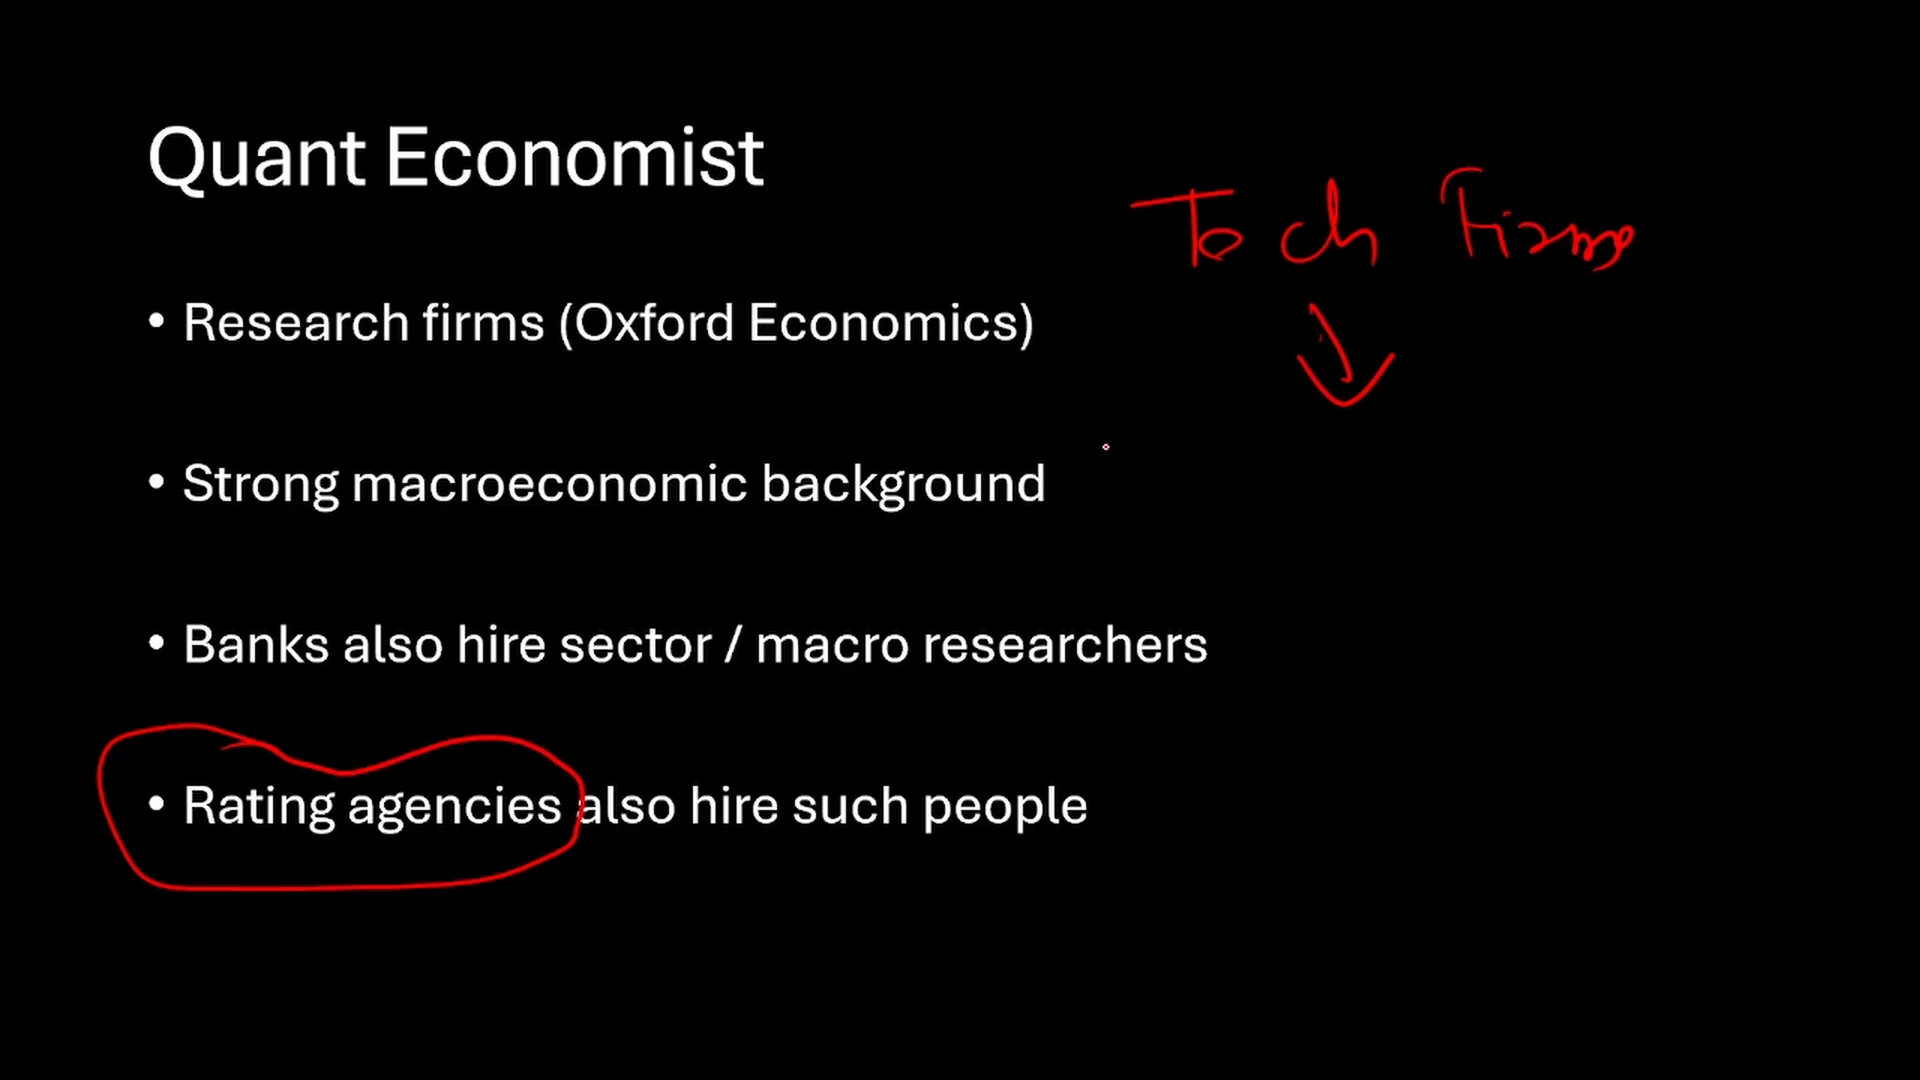 Quant Economist
Tech Firms
• Research firms (Oxford Economics)
• Strong macroeconomic background
• Banks also hire sector / macro researchers
• Rating agencies also hire such people